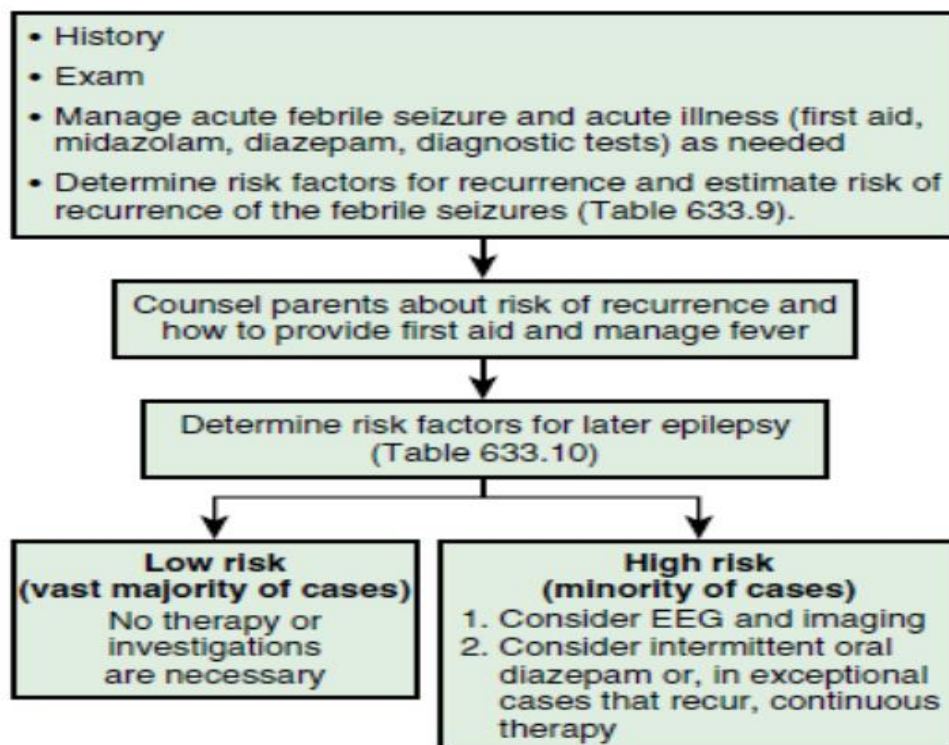 • History
• Exam
• Manage acute febrile seizure and acute illness (first aid,
midazolam, diazepam, diagnostic tests) as needed
• Determine risk factors for recurrence and estimate risk of
recurrence of the febrile seizures (Table 633.9).
Counsel parents about risk of recurrence and
how to provide first aid and manage fever
Determine risk factors for later epilepsy
(Table 633.10)
Low risk
(vast majority of cases)
No therapy or
investigations
are necessary
High risk
(minority of cases)
1. Consider EEG and imaging
2. Consider intermittent oral
diazepam or, in exceptional
cases that recur, continuous
therapy